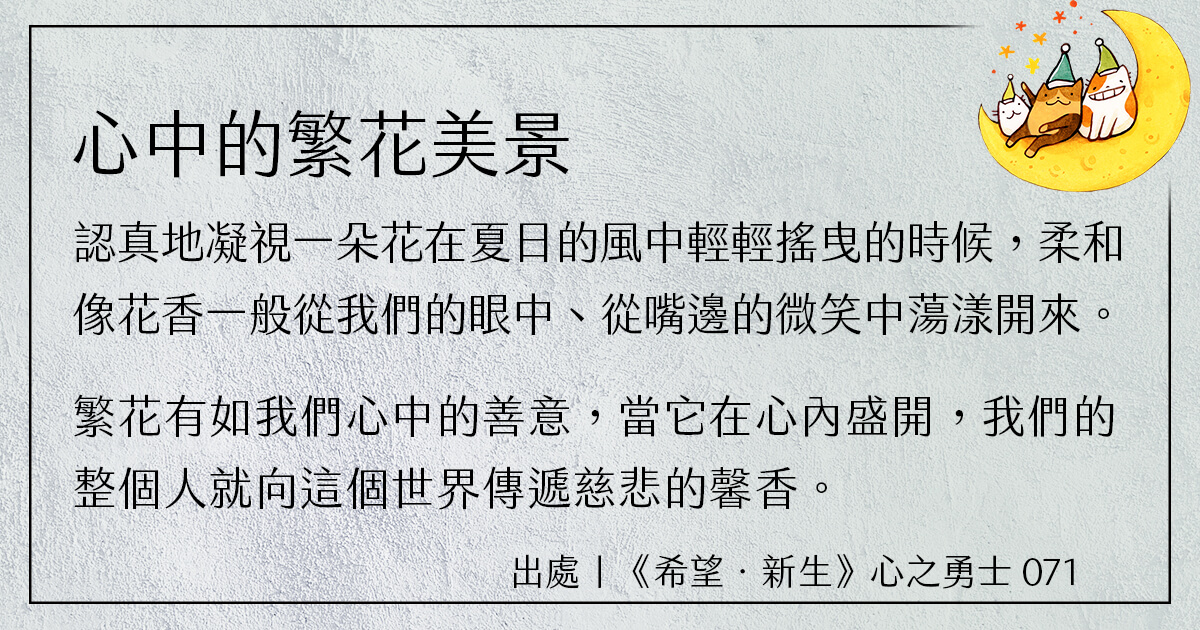 心中的繁花美景
認真地凝視一朵花在夏日的風中輕輕搖曳的時候，柔和
像花香一般從我們的眼中、從嘴邊的微笑中蕩漾開來。
繁花有如我們心中的善意，當它在心內盛開，我們的
整個人就向這個世界傳遞慈悲的馨香。
出處｜《希望．新生》心之勇士 071